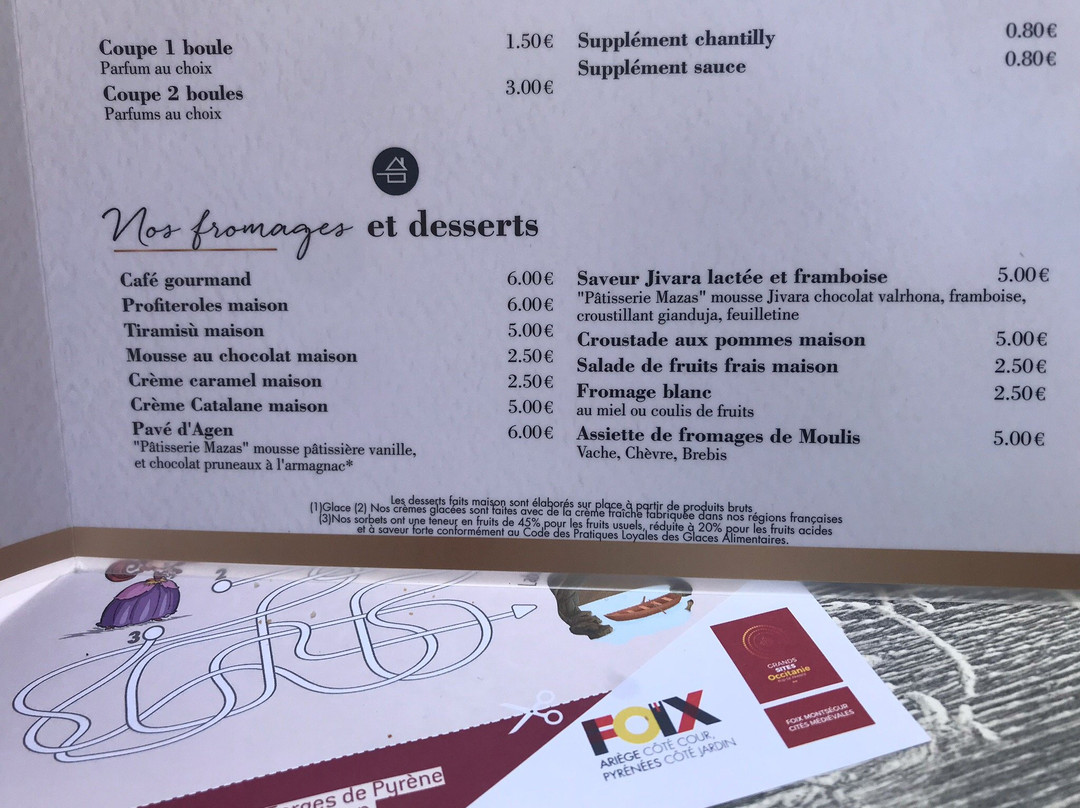 Coupe 1 boule 1.50€
Parfum au choix
Coupe 2 boules 3.00€
Parfums au choix
Supplément chantilly 0.80€
Supplément sauce 0.80€
Nos fromages et desserts
Café gourmand 6.00€
Profiteroles maison 6.00€
Tiramisù maison 5.00€
Mousse au chocolat maison 2.50€
Crème caramel maison 2.50€
Crème Catalane maison 5.00€
Pavé d'Agen 6.00€
"Pâtisserie Mazas" mousse pâtissière vanille,
et chocolat pruneaux à l'armagnac*
Saveur Jivara lactée et framboise 5.00€
"Pâtisserie Mazas" mousse Jivara chocolat valrhona, framboise,
croustillant gianduja, feuilletine
Croustade aux pommes maison 5.00€
Salade de fruits frais maison 2.50€
Fromage blanc 2.50€
au miel ou coulis de fruits
Assiette de fromages de Moulis 5.00€
Vache, Chèvre, Brebis
Les desserts faits maison sont élaborés sur place à partir de produits bruts
(1)Glace (2) Nos crèmes glacées sont faites avec de la crème fraîche fabriquée dans nos régions françaises
(3)Nos sorbets ont une teneur en fruits de 45% pour les fruits usuels, réduite à 20% pour les fruits acides
et à saveur forte conformément au Code des Pratiques Loyales des Glaces Alimentaires.
2
3
GRANDS
SITES
Occitanie
FOIX MONTSÉGUR
CITÉS MÉDIÉVALES
FOIX
ARIÈGE CÔTÉ COUR,
PYRÉNÉES CÔTÉ JARDIN
de Pyrène